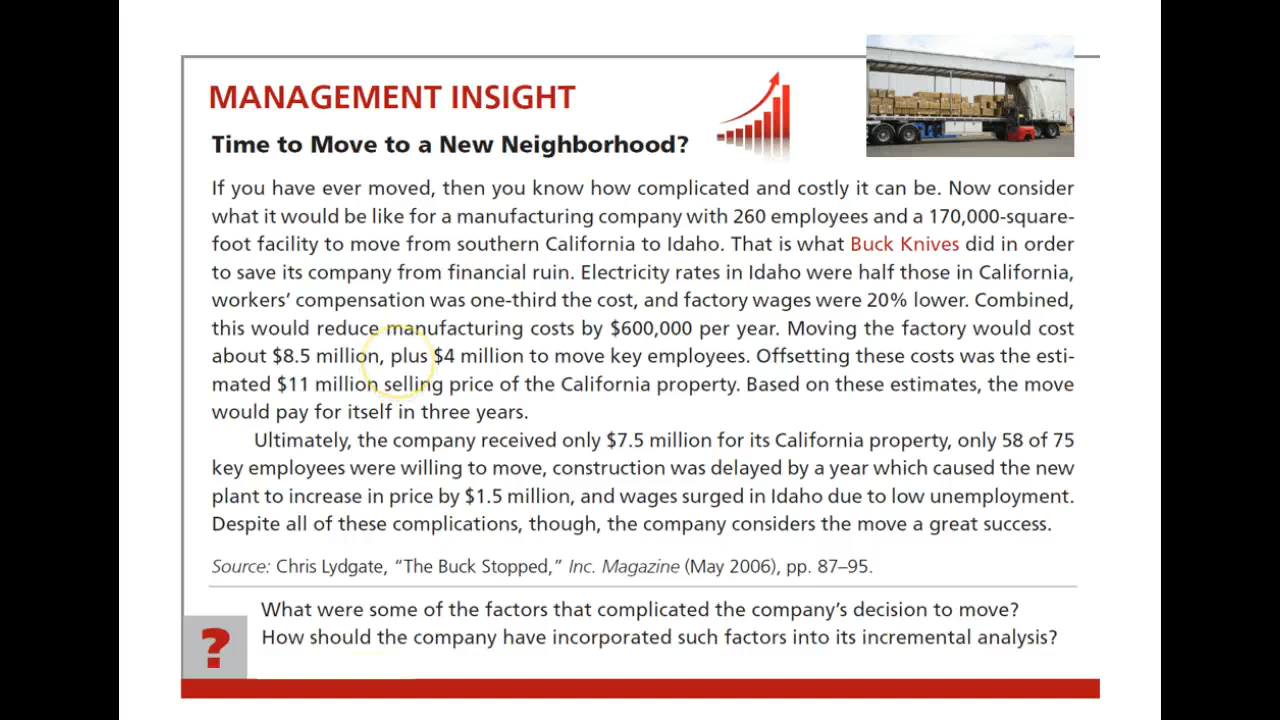 MANAGEMENT INSIGHT
Time to Move to a New Neighborhood?
If you have ever moved, then you know how complicated and costly it can be. Now consider
what it would be like for a manufacturing company with 260 employees and a 170,000-square-
foot facility to move from southern California to Idaho. That is what Buck Knives did in order
to save its company from financial ruin. Electricity rates in Idaho were half those in California,
workers' compensation was one-third the cost, and factory wages were 20% lower. Combined,
this would reduce manufacturing costs by $600,000 per year. Moving the factory would cost
about $8.5 million, plus $4 million to move key employees. Offsetting these costs was the esti-
mated $11 million selling price of the California property. Based on these estimates, the move
would pay for itself in three years.
Ultimately, the company received only $7.5 million for its California property, only 58 of 75
key employees were willing to move, construction was delayed by a year which caused the new
plant to increase in price by $1.5 million, and wages surged in Idaho due to low unemployment.
Despite all of these complications, though, the company considers the move a great success.
Source: Chris Lydgate, “The Buck Stopped,” Inc. Magazine (May 2006), pp. 87–95.
What were some of the factors that complicated the company's decision to move?
How should the company have incorporated such factors into its incremental analysis?
?